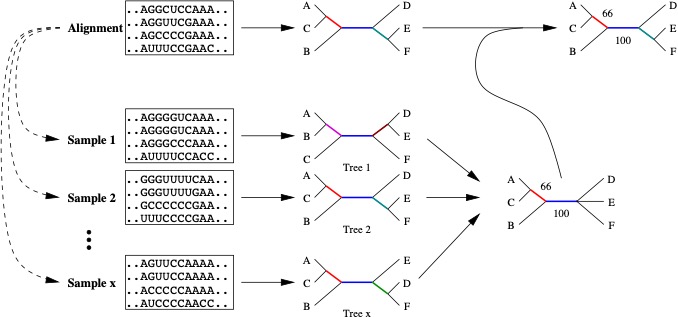 Alignment
..AGGCUCCAAA..
..AGGUUCGAAA..
..AGCCCCGAAA..
..AUUUCCGAAC..
A
C
B
D
E
F
A
C
B
66
100
D
E
F
Sample 1
..AGGGGUCAAA..
..AGGGGUCAAA..
..AGGGCCCAAA..
..AUUUUCCACC..
A
B
C
D
E
F
Tree 1
Sample 2
..GGGUUUUCAA..
..GGGUUUUGAA..
..GCCCCCCGAA..
..UUUCCCCGAA..
A
C
B
D
E
F
Tree 2
A
C
B
66
100
D
E
F
Sample x
..AGUUCCAAAA..
..AGUUCCAAAA..
..ACCCCCAAAA..
..AUCCCCAACC..
A
C
B
E
D
F
Tree x